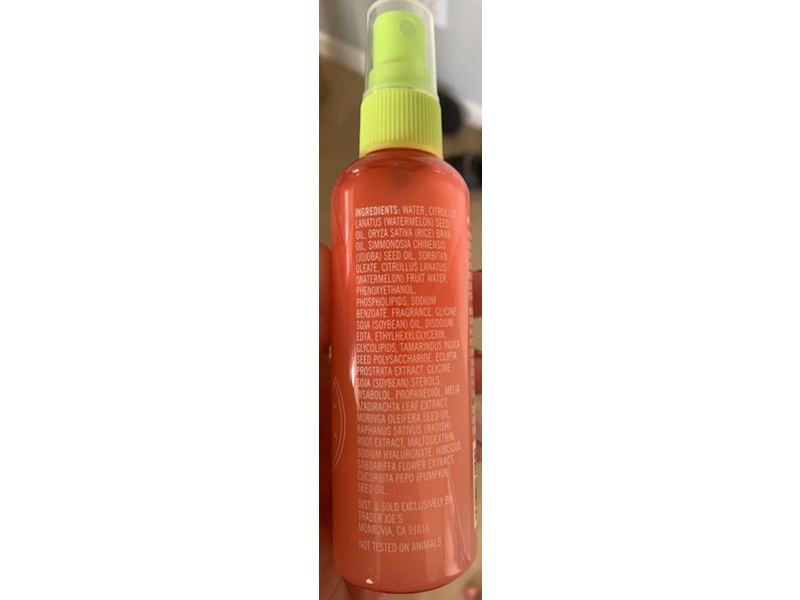 INGREDIENTS: WATER, CITRULLUS
LANATUS (WATERMELON) SEED
OIL, ORYZA SATIVA (RICE) BRAN
OIL, SIMMONDSIA CHINENSIS
(JOJOBA) SEED OIL, SORBITAN
OLEATE, CITRULLUS LANATUS
(WATERMELON) FRUIT WATER,
PHENOXYETHANOL,
PHOSPHOLIPIDS, SODIUM
BENZOATE, FRAGRANCE, GLYCINE
SOJA (SOYBEAN) OIL, DISODIUM
EDTA, ETHYLHEXYLGLYCERIN,
GLYCOLIPIDS, TAMARINDUS INDICA
SEED POLYSACCHARIDE, ECLIPTA
PROSTRATA EXTRACT, GLYCINE
SOJA (SOYBEAN) STEROLS,
BISABOLOL, PROPANEDIOL, MELIA
AZADIRACHTA LEAF EXTRACT,
MORINGA OLEIFERA SEED OIL,
RAPHANUS SATIVUS (RADISH)
ROOT EXTRACT, MALTODEXTRIN,
SODIUM HYALURONATE, HIBISCUS
SABDARIFFA FLOWER EXTRACT,
CUCURBITA PEPO (PUMPKIN)
SEED OIL.
DIST. & SOLD EXCLUSIVELY BY
TRADER JOE'S
MONROVIA, CA 91016
NOT TESTED ON ANIMALS